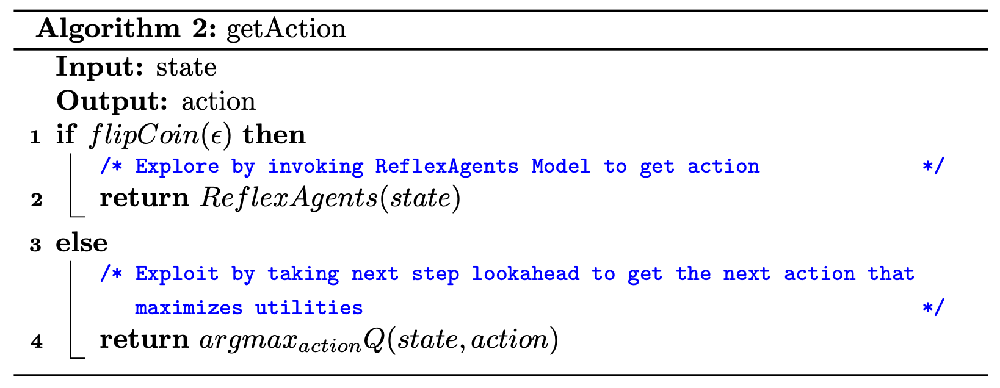 Algorithm 2: getAction
Input: state
Output: action
1 if flipCoin(ϵ) then
/* Explore by invoking ReflexAgents Model to get action */
2 return ReflexAgents(state)
3 else
/* Exploit by taking next step lookahead to get the next action that
maximizes utilities */
4 return argmax_{action}Q(state, action)